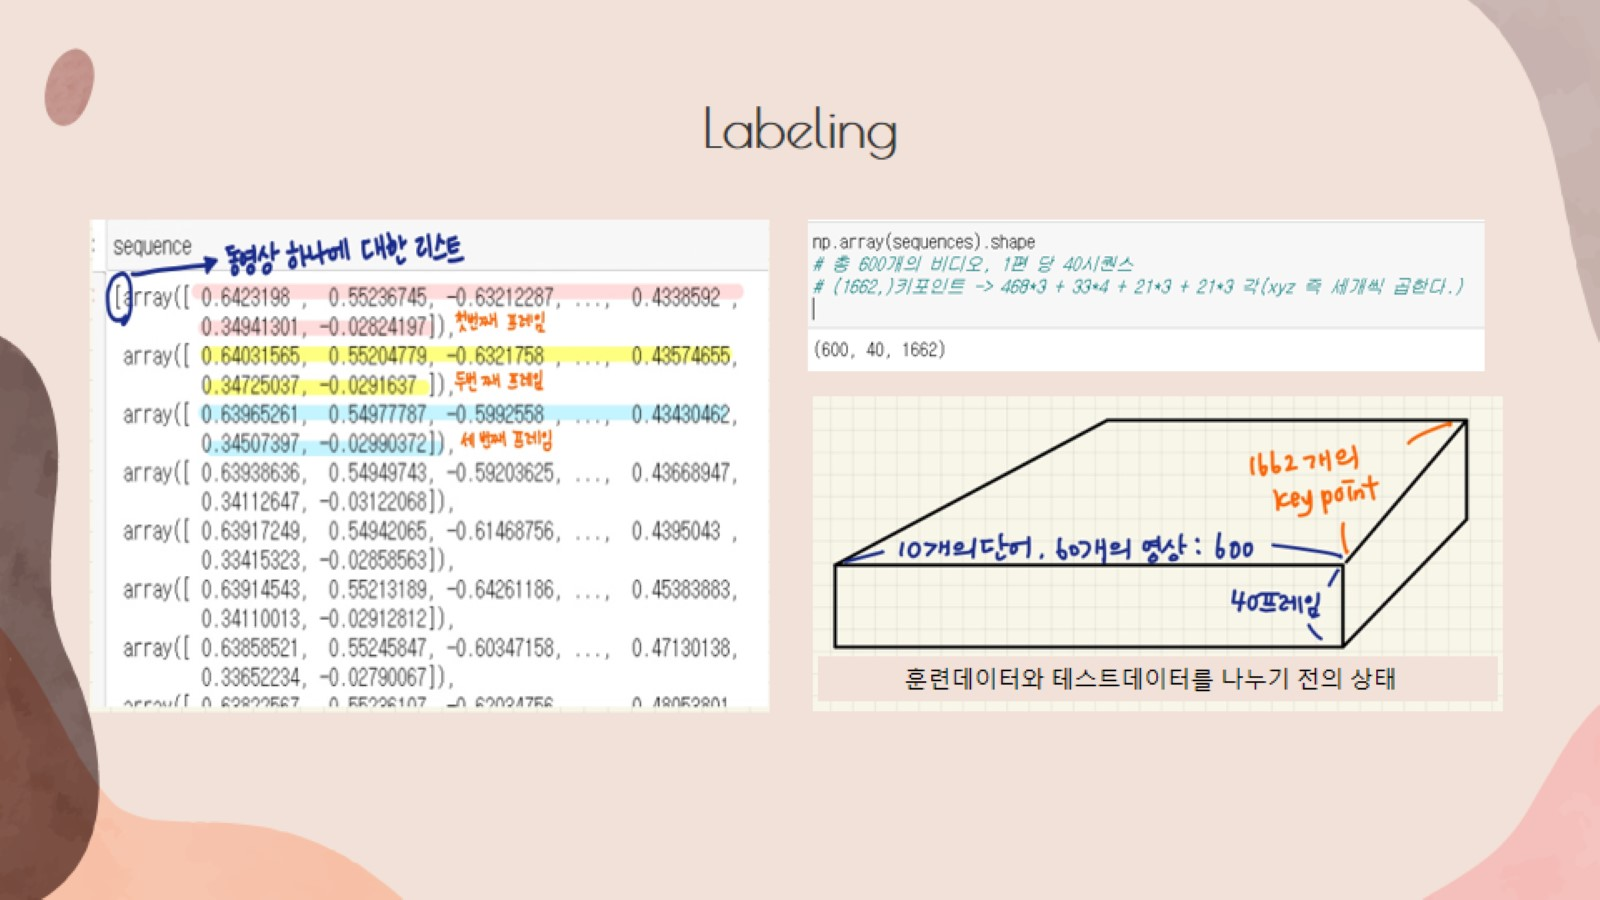 Labeling
sequence
동영상 하나에 대한 리스트
[array([ 0.6423198 , 0.55236745, -0.63212287, ..., 0.4338592 ,
0.34941301, -0.02824197]), 첫번째 프레임
array([ 0.64031565, 0.55204779, -0.6321758 , ..., 0.43574655,
0.34725037, -0.0291637 ]), 두번째 프레임
array([ 0.63965261, 0.54977787, -0.5992558 , ..., 0.43430462,
0.34507397, -0.02990372]), 세번째 프레임
array([ 0.63938636, 0.54949743, -0.59203625, ..., 0.43668947,
0.34112647, -0.03122068]),
array([ 0.63917249, 0.54942065, -0.61468756, ..., 0.4395043 ,
0.33415323, -0.02858563]),
array([ 0.63914543, 0.55213189, -0.64261186, ..., 0.45383883,
0.34110013, -0.02912812]),
array([ 0.63858521, 0.55245847, -0.60347158, ..., 0.47130138,
0.33652234, -0.02790067]),
np.array(sequences).shape
# 총 600개의 비디오, 1편 당 40시퀀스
# (1662,)키포인트 -> 468*3 + 33*4 + 21*3 + 21*3 각(xyz 즉 세개씩 곱한다.)
(600, 40, 1662)
1662개의
key point
10개의단어, 60개의 영상: 600
40프레임
훈련데이터와 테스트데이터를 나누기 전의 상태